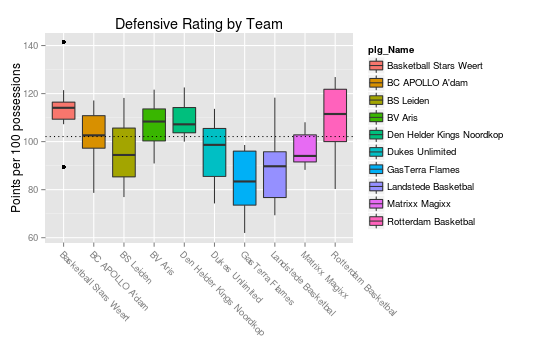 Defensive Rating by Team
Points per 100 possessions
140
120
100
80
60
Basketball Stars Weert
BC APOLLO A'dam
BS Leiden
BV Aris
Den Helder Kings Noordkop
Dukes Unlimited
GasTerra Flames
Landstede Basketbal
Matrixx Magixx
Rotterdam Basketbal
plg_Name
Basketball Stars Weert
BC APOLLO A'dam
BS Leiden
BV Aris
Den Helder Kings Noordkop
Dukes Unlimited
GasTerra Flames
Landstede Basketbal
Matrixx Magixx
Rotterdam Basketbal